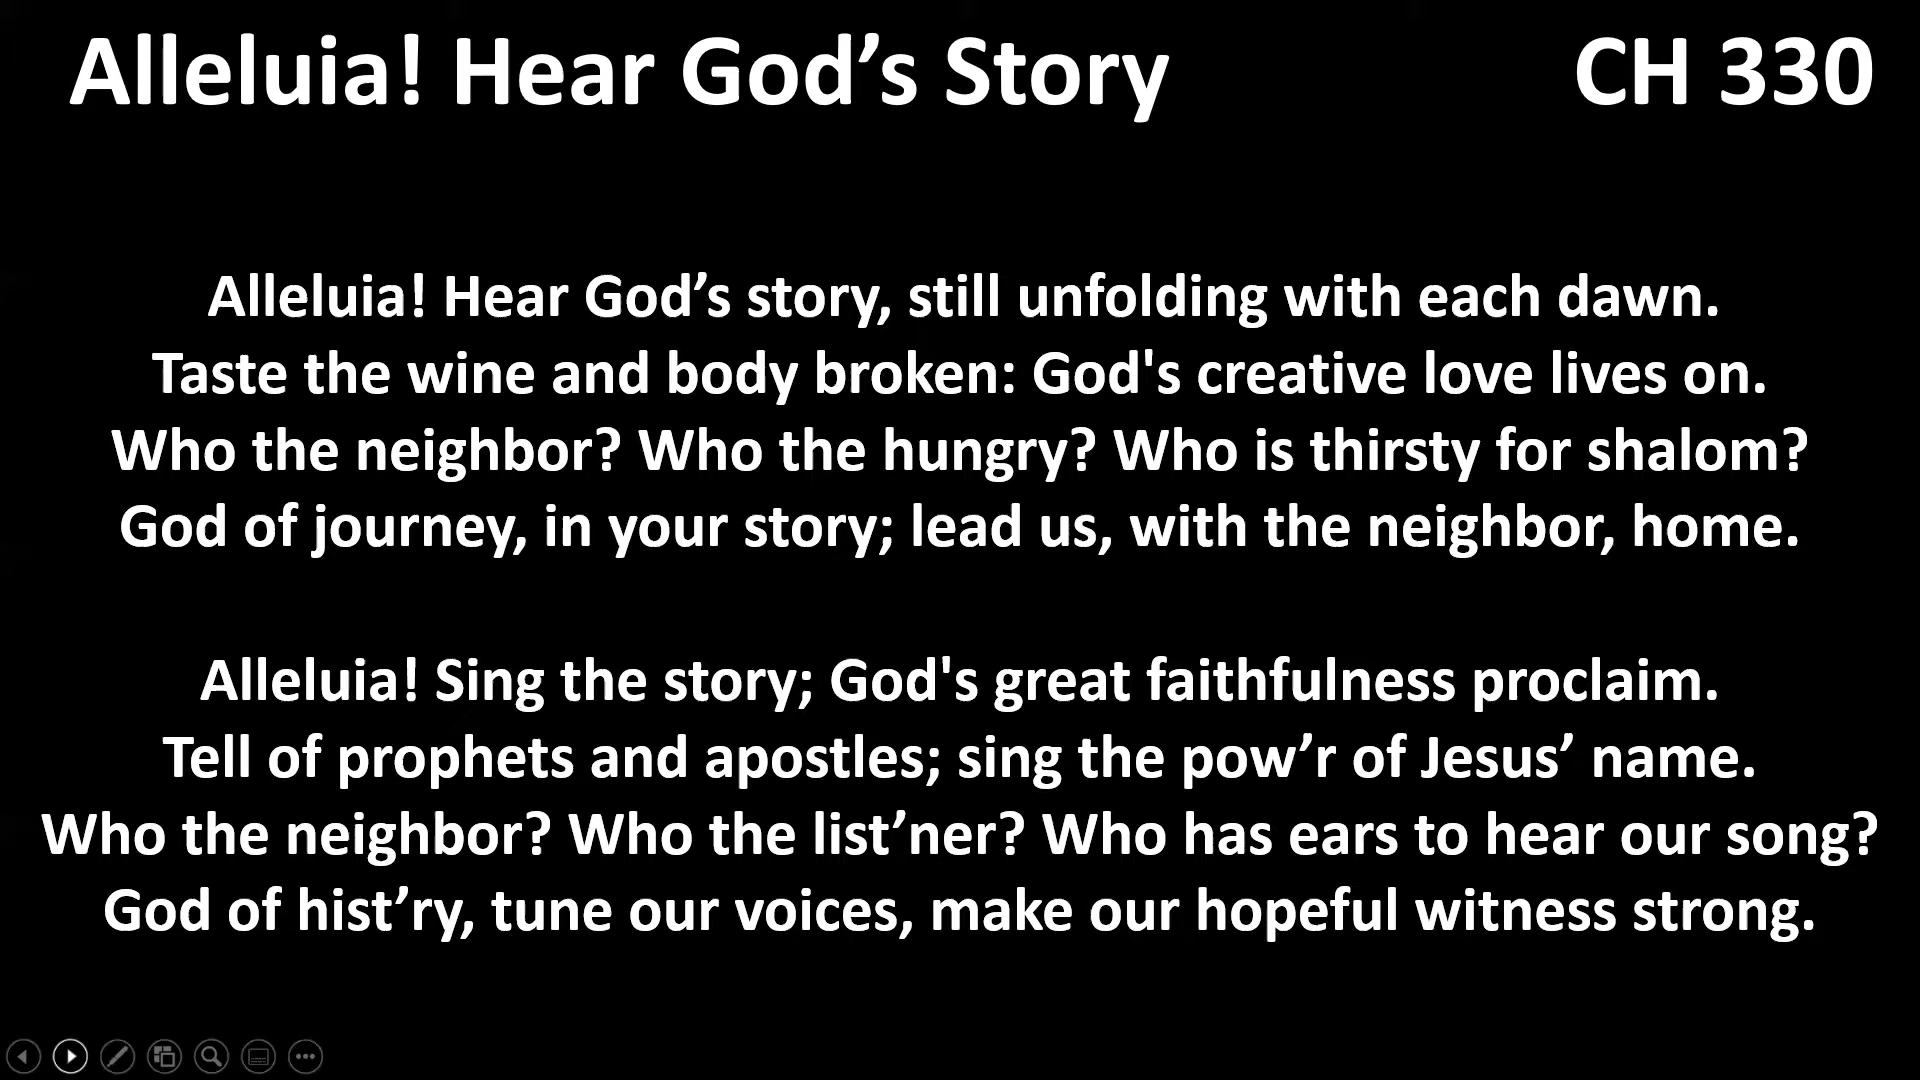 Alleluia! Hear God’s Story CH 330
Alleluia! Hear God’s story, still unfolding with each dawn.
Taste the wine and body broken: God's creative love lives on.
Who the neighbor? Who the hungry? Who is thirsty for shalom?
God of journey, in your story; lead us, with the neighbor, home.
Alleluia! Sing the story; God's great faithfulness proclaim.
Tell of prophets and apostles; sing the pow’r of Jesus’ name.
Who the neighbor? Who the list’ner? Who has ears to hear our song?
God of hist’ry, tune our voices, make our hopeful witness strong.